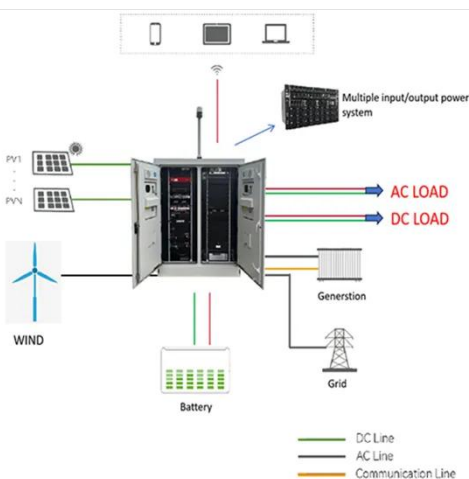 Multiple input/output power
system
PV1
PVN
AC LOAD
DC LOAD
Generstion
WIND
Grid
Battery
DC Line
AC Line
Communication Line